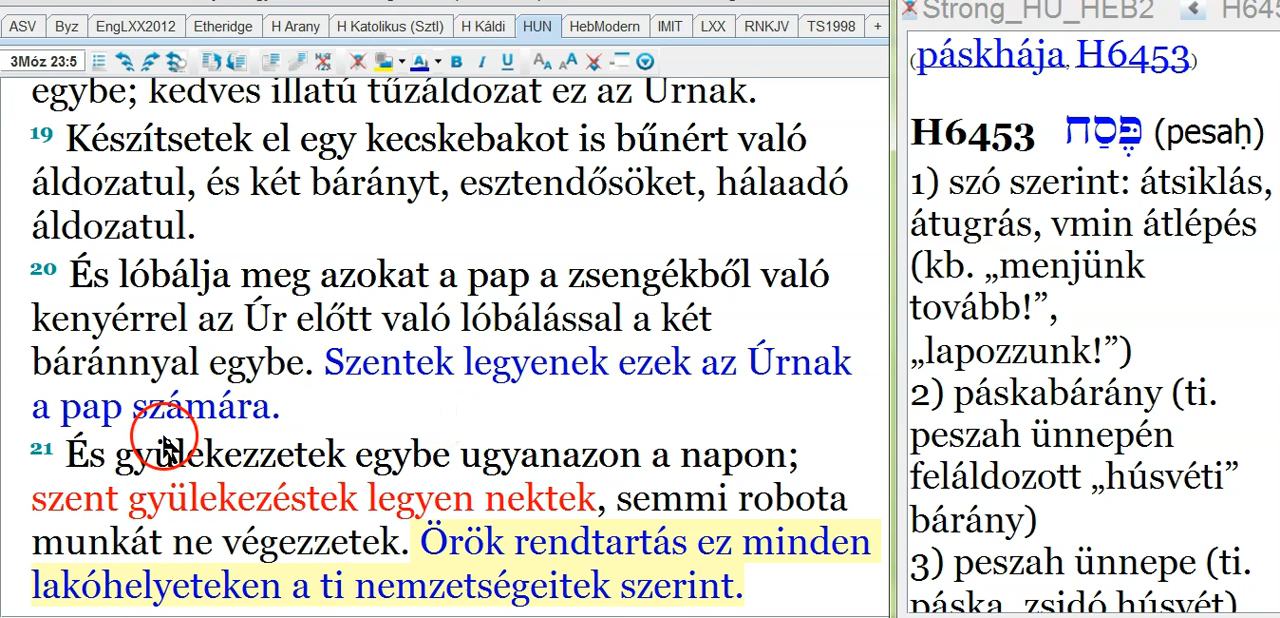 ASV Byz EngLXX2012 Etheridge H Arany H Katolikus (Sztl) H Káldi HUN HebModern IMIT LXX RNKJV TS1998 +
3Móz 23:5
egybe; kedves illatú tűzáldozat ez az Úrnak.
19 Készítsetek el egy kecskebakot is bűnért való
áldozatul, és két bárányt, esztendősöket, hálaadó
áldozatul.
20 És lóbálja meg azokat a pap a zsengékből való
kenyérrel az Úr előtt való lóbálással a két
báránnyal egybe. Szentek legyenek ezek az Úrnak
a pap számára.
21 És gyülekezzetek egybe ugyanazon a napon;
szent gyülekezéstek legyen nektek, semmi robota
munkát ne végezzetek. Örök rendtartás ez minden
lakóhelyeteken a ti nemzetségeitek szerint.
Strong_HU_HEB2 H645
(páskhája, H6453)
H6453 פֶּסַח (pesaḥ)
1) szó szerint: átsiklás,
átugrás, vmin átlépés
(kb. „menjünk
tovább!”,
„lapozzunk!”)
2) páskabárány (ti.
peszah ünnepén
feláldozott „húsvéti”
bárány)
3) peszah ünnepe (ti.
páska, zsidó húsvét)